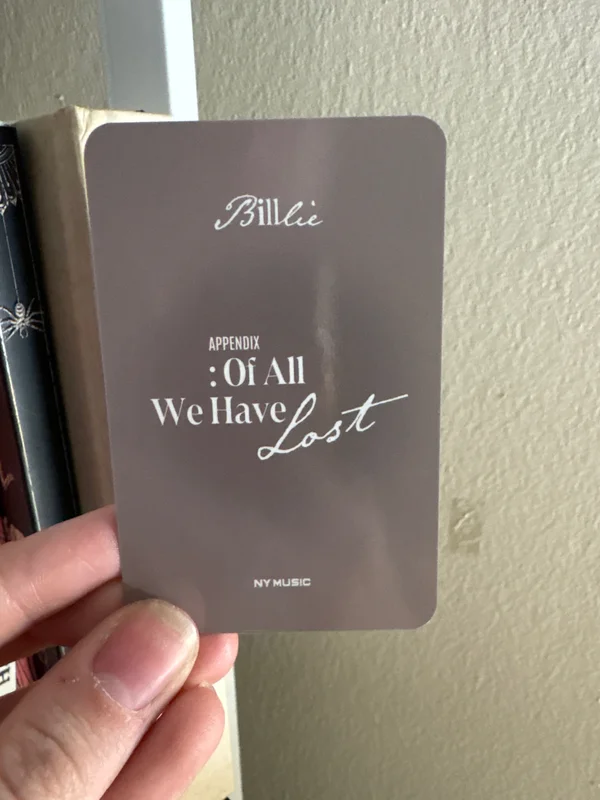 Billlie
APPENDIX
: Of All
We Have Lost
NY MUSIC